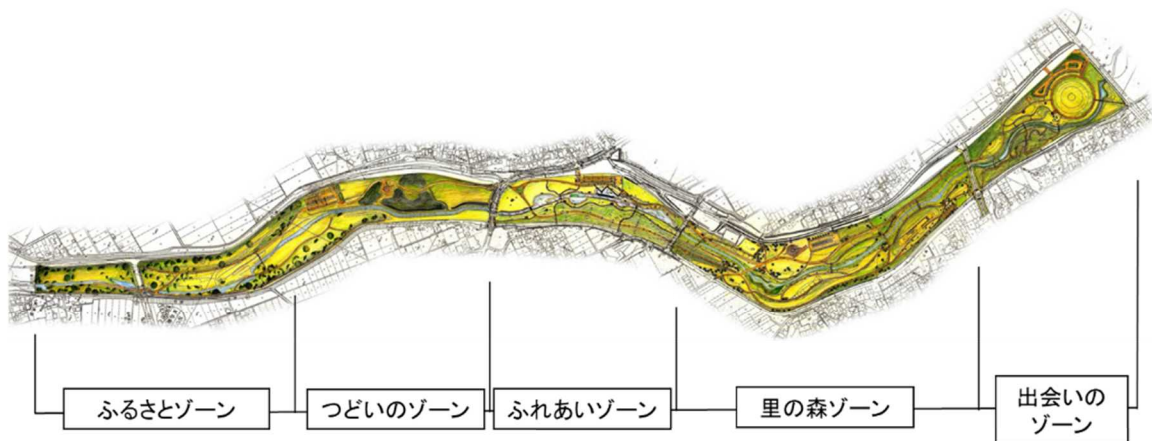 ふるさとゾーン
つどいのゾーン
ふれあいゾーン
里の森ゾーン
出会いの
ゾーン